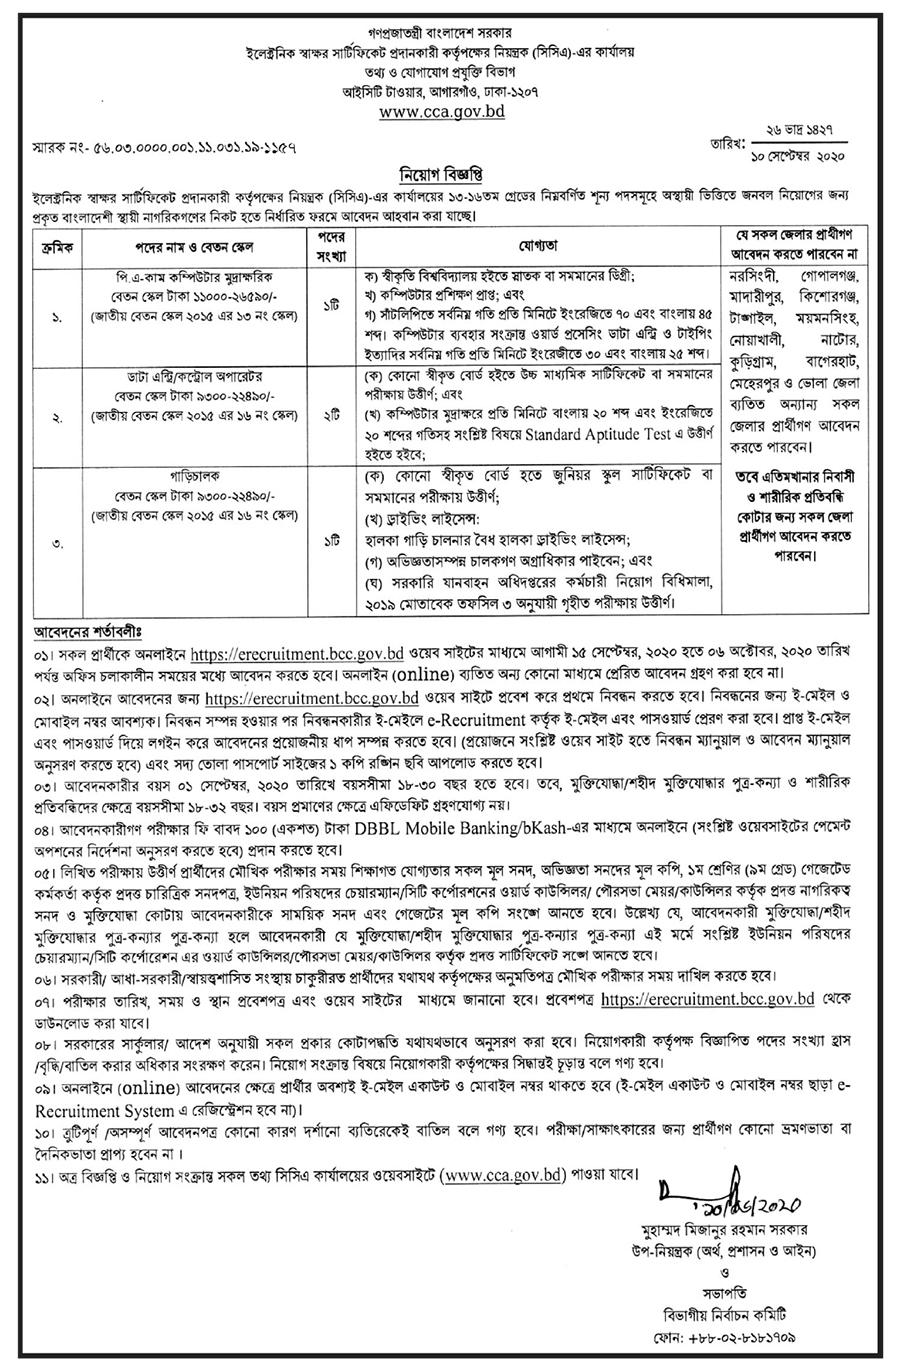 গণপ্রজাতন্ত্রী বাংলাদেশ সরকার
ইলেক্ট্রনিক স্বাক্ষর সার্টিফিকেট প্রদানকারী কর্তৃপক্ষের নিয়ন্ত্রক (সিসিএ)-এর কার্যালয়
তথ্য ও যোগাযোগ প্রযুক্তি বিভাগ
আইসিটি টাওয়ার, আগারগাঁও, ঢাকা-১২০৭
www.cca.gov.bd
স্মারক নং- ৫৬.০৩.০০০০.০০১.১১.০৩১.১৯-১১৫৭
তারিখ: ২৬ ভাদ্র ১৪২৭
১০ সেপ্টেম্বর ২০২০
নিয়োগ বিজ্ঞপ্তি
ইলেক্ট্রনিক স্বাক্ষর সার্টিফিকেট প্রদানকারী কর্তৃপক্ষের নিয়ন্ত্রক (সিসিএ)-এর কার্যালয়ের ১৩-১৬তম গ্রেডের নিম্নবর্ণিত শূন্য পদসমূহে অস্থায়ী ভিত্তিতে জনবল নিয়োগের জন্য
প্রকৃত বাংলাদেশী স্থায়ী নাগরিকগণের নিকট হতে নির্ধারিত ফরমে আবেদন আহবান করা যাচ্ছে।
ক্রমিক
পদের নাম ও বেতন স্কেল
পদের
সংখ্যা
যোগ্যতা
যে সকল জেলার প্রার্থীগণ
আবেদন করতে পারবেন না
১.
পি.এ-কাম কম্পিউটার মুদ্রাক্ষরিক
বেতন স্কেল টাকা ১১০০০-২৬৫৯০/-
(জাতীয় বেতন স্কেল ২০১৫ এর ১৩ নং স্কেল)
১টি
ক) স্বীকৃতি বিশ্ববিদ্যালয় হইতে স্নাতক বা সমমানের ডিগ্রী;
খ) কম্পিউটার প্রশিক্ষণ প্রাপ্ত; এবং
গ) সাঁটলিপিতে সর্বনিম্ন গতি প্রতি মিনিটে ইংরেজিতে ৭০ এবং বাংলায় ৪৫
শব্দ। কম্পিউটার ব্যবহার সংক্রান্ত ওয়ার্ড প্রসেসিং ডাটা এন্ট্রি ও টাইপিং
ইত্যাদির সর্বনিম্ন গতি প্রতি মিনিটে ইংরেজীতে ৩০ এবং বাংলায় ২৫ শব্দ।
২.
ডাটা এন্ট্রি/কন্ট্রোল অপারেটর
বেতন স্কেল টাকা ৯৩০০-২২৪৯০/-
(জাতীয় বেতন স্কেল ২০১৫ এর ১৬ নং স্কেল)
২টি
(ক) কোনো স্বীকৃত বোর্ড হইতে উচ্চ মাধ্যমিক সার্টিফিকেট বা সমমানের
পরীক্ষায় উত্তীর্ণ; এবং
(খ) কম্পিউটার মুদ্রাক্ষরে প্রতি মিনিটে বাংলায় ২০ শব্দ এবং ইংরেজিতে
২০ শব্দের গতিসহ সংশ্লিষ্ট বিষয়ে Standard Aptitude Test এ উত্তীর্ণ
হইতে হইবে;
৩.
গাড়িচালক
বেতন স্কেল টাকা ৯৩০০-২২৪৯০/-
(জাতীয় বেতন স্কেল ২০১৫ এর ১৬ নং স্কেল)
১টি
(ক) কোনো স্বীকৃত বোর্ড হতে জুনিয়র স্কুল সার্টিফিকেট বা
সমমানের পরীক্ষায় উত্তীর্ণ;
(খ) ড্রাইভিং লাইসেন্স:
হালকা গাড়ি চালনার বৈধ হালকা ড্রাইভিং লাইসেন্স;
(গ) অভিজ্ঞতাসম্পন্ন চালকগণ অগ্রাধিকার পাইবেন; এবং
(ঘ) সরকারি যানবাহন অধিদপ্তরের কর্মচারী নিয়োগ বিধিমালা,
২০১৯ মোতাবেক তফসিল ৩ অনুযায়ী গৃহীত পরীক্ষায় উত্তীর্ণ।
নরসিংদী, গোপালগঞ্জ,
মাদারীপুর, কিশোরগঞ্জ,
টাঙ্গাইল, ময়মনসিংহ,
নোয়াখালী, নাটোর,
কুড়িগ্রাম, বাগেরহাট,
মেহেরপুর ও ভোলা জেলা
ব্যতিত অন্যান্য সকল
জেলার প্রার্থীগণ আবেদন
করতে পারবেন।
তবে এতিমখানার নিবাসী
ও শারীরিক প্রতিবন্ধি
কোটার জন্য সকল জেলা
প্রার্থীগণ আবেদন করতে
পারবেন।
আবেদনের শর্তাবলীঃ
০১। সকল প্রার্থীকে অনলাইনে https://erecruitment.bcc.gov.bd ওয়েব সাইটের মাধ্যমে আগামী ১৫ সেপ্টেম্বর, ২০২০ হতে ০৬ অক্টোবর, ২০২০ তারিখ
পর্যন্ত অফিস চলাকালীন সময়ের মধ্যে আবেদন করতে হবে। অনলাইন (online) ব্যতিত অন্য কোনো মাধ্যমে প্রেরিত আবেদন গ্রহণ করা হবে না।
০২। অনলাইনে আবেদনের জন্য https://erecruitment.bcc.gov.bd ওয়েব সাইটে প্রবেশ করে প্রথমে নিবন্ধন করতে হবে। নিবন্ধনের জন্য ই-মেইল ও
মোবাইল নম্বর আবশ্যক। নিবন্ধন সম্পন্ন হওয়ার পর নিবন্ধনকারীর ই-মেইলে e-Recruitment কর্তৃক ই-মেইল এবং পাসওয়ার্ড প্রেরণ করা হবে। প্রাপ্ত ই-মেইল
এবং পাসওয়ার্ড দিয়ে লগইন করে আবেদনের প্রয়োজনীয় ধাপ সম্পন্ন করতে হবে। (প্রয়োজনে সংশ্লিষ্ট ওয়েব সাইট হতে নিবন্ধন ম্যানুয়াল ও আবেদন ম্যানুয়াল
অনুসরণ করতে হবে) এবং সদ্য তোলা পাসপোর্ট সাইজের ১ কপি রঙ্গিন ছবি আপলোড করতে হবে।
০৩। আবেদনকারীর বয়স ০১ সেপ্টেম্বর, ২০২০ তারিখে বয়সসীমা ১৮-৩০ বছর হতে হবে। তবে, মুক্তিযোদ্ধা/শহীদ মুক্তিযোদ্ধার পুত্র-কন্যা ও শারীরিক
প্রতিবন্ধিদের ক্ষেত্রে বয়সসীমা ১৮-৩২ বছর। বয়স প্রমাণের ক্ষেত্রে এফিডেফিট গ্রহণযোগ্য নয়।
০৪। আবেদনকারীগণ পরীক্ষার ফি বাবদ ১০০ (একশত) টাকা DBBL Mobile Banking/bKash-এর মাধ্যমে অনলাইনে (সংশ্লিষ্ট ওয়েবসাইটের পেমেন্ট
অপশনের নির্দেশনা অনুসরণ করতে হবে) প্রদান করতে হবে।
০৫। লিখিত পরীক্ষায় উত্তীর্ণ প্রার্থীদের মৌখিক পরীক্ষার সময় শিক্ষাগত যোগ্যতার সকল মূল সনদ, অভিজ্ঞতা সনদের মূল কপি, ১ম শ্রেণির (৯ম গ্রেড) গেজেটেড
কর্মকর্তা কর্তৃক প্রদত্ত চারিত্রিক সনদপত্র, ইউনিয়ন পরিষদের চেয়ারম্যান/সিটি কর্পোরেশনের ওয়ার্ড কাউন্সিলর/ পৌরসভা মেয়র/কাউন্সিলর কর্তৃক প্রদত্ত নাগরিকত্ব
সনদ ও মুক্তিযোদ্ধা কোটায় আবেদনকারীকে সাময়িক সনদ এবং গেজেটের মূল কপি সংঙ্গে আনতে হবে। উল্লেখ্য যে, আবেদনকারী মুক্তিযোদ্ধা/শহীদ
মুক্তিযোদ্ধার পুত্র-কন্যার পুত্র-কন্যা হলে আবেদনকারী যে মুক্তিযোদ্ধা/শহীদ মুক্তিযোদ্ধার পুত্র-কন্যার পুত্র-কন্যা এই মর্মে সংশ্লিষ্ট ইউনিয়ন পরিষদের
চেয়ারম্যান/সিটি কর্পোরেশন এর ওয়ার্ড কাউন্সিলর/পৌরসভা মেয়র/কাউন্সিলর কর্তৃক প্রদত্ত সার্টিফিকেট সঙ্গে আনতে হবে।
০৬। সরকারী/ আধা-সরকারী/স্বায়ত্বশাসিত সংস্থায় চাকুরীরত প্রার্থীদের যথাযথ কর্তৃপক্ষের অনুমতিপত্র মৌখিক পরীক্ষার সময় দাখিল করতে হবে।
০৭। পরীক্ষার তারিখ, সময় ও স্থান প্রবেশপত্র এবং ওয়েব সাইটের মাধ্যমে জানানো হবে। প্রবেশপত্র https://erecruitment.bcc.gov.bd থেকে
ডাউনলোড করা যাবে।
০৮। সরকারের সার্কুলার/ আদেশ অনুযায়ী সকল প্রকার কোটাপদ্ধতি যথাযথভাবে অনুসরণ করা হবে। নিয়োগকারী কর্তৃপক্ষ বিজ্ঞাপিত পদের সংখ্যা হ্রাস
/বৃদ্ধি/বাতিল করার অধিকার সংরক্ষণ করেন। নিয়োগ সংক্রান্ত বিষয়ে নিয়োগকারী কর্তৃপক্ষের সিদ্ধান্তই চূড়ান্ত বলে গণ্য হবে।
০৯। অনলাইনে (online) আবেদনের ক্ষেত্রে প্রার্থীর অবশ্যই ই-মেইল একাউন্ট ও মোবাইল নম্বর থাকতে হবে (ই-মেইল একাউন্ট ও মোবাইল নম্বর ছাড়া e-
Recruitment System এ রেজিস্ট্রেশন হবে না)।
১০। ত্রুটিপূর্ণ /অসম্পূর্ণ আবেদনপত্র কোনো কারণ দর্শানো ব্যতিরেকেই বাতিল বলে গণ্য হবে। পরীক্ষা/সাক্ষাৎকারের জন্য প্রার্থীগণ কোনো ভ্রমণভাতা বা
দৈনিকভাতা প্রাপ্য হবেন না।
১১। অত্র বিজ্ঞপ্তি ও নিয়োগ সংক্রান্ত সকল তথ্য সিসিএ কার্যালয়ের ওয়েবসাইটে (www.cca.gov.bd) পাওয়া যাবে।
১০/০৯/২০২০
মুহাম্মদ মিজানুর রহমান সরকার
উপ-নিয়ন্ত্রক (অর্থ, প্রশাসন ও আইন)
ও
সভাপতি
বিভাগীয় নির্বাচন কমিটি
ফোন: +৮৮-০২-৮১৮১৭০৯